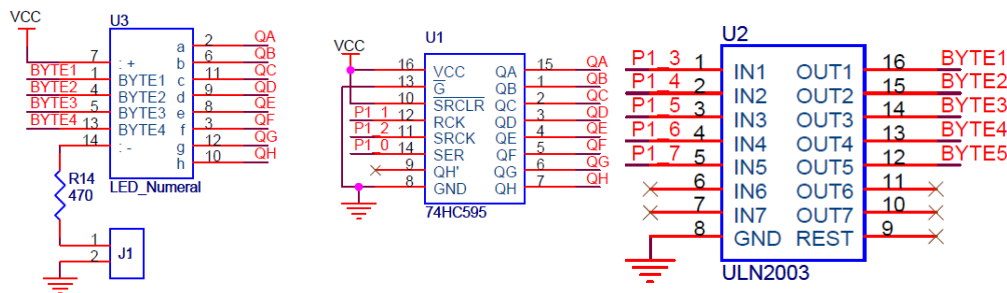 VCC
U3
7 :+ a 2 QA
b 6 QB
BYTE1 1 BYTE1 c 11 QC
BYTE2 4 BYTE2 d 9 QD
BYTE3 5 BYTE3 e 8 QE
BYTE4 13 BYTE4 f 3 QF
14 :- g 12 QG
h 10 QH
LED_Numeral
R14
470
1
2
J1
U1
VCC
16 VCC QA 15 QA
13 G QB 1 QB
10 SRCLR QC 2 QC
P1_1 12 RCK QD 3 QD
P1_2 11 SRCK QE 4 QE
P1_0 14 SER QF 5 QF
9 QH' QG 6 QG
8 GND QH 7 QH
74HC595
U2
P1_3 1 IN1 OUT1 16 BYTE1
P1_4 2 IN2 OUT2 15 BYTE2
P1_5 3 IN3 OUT3 14 BYTE3
P1_6 4 IN4 OUT4 13 BYTE4
P1_7 5 IN5 OUT5 12 BYTE5
6 IN6 OUT6 11
7 IN7 OUT7 10
8 GND REST 9
ULN2003